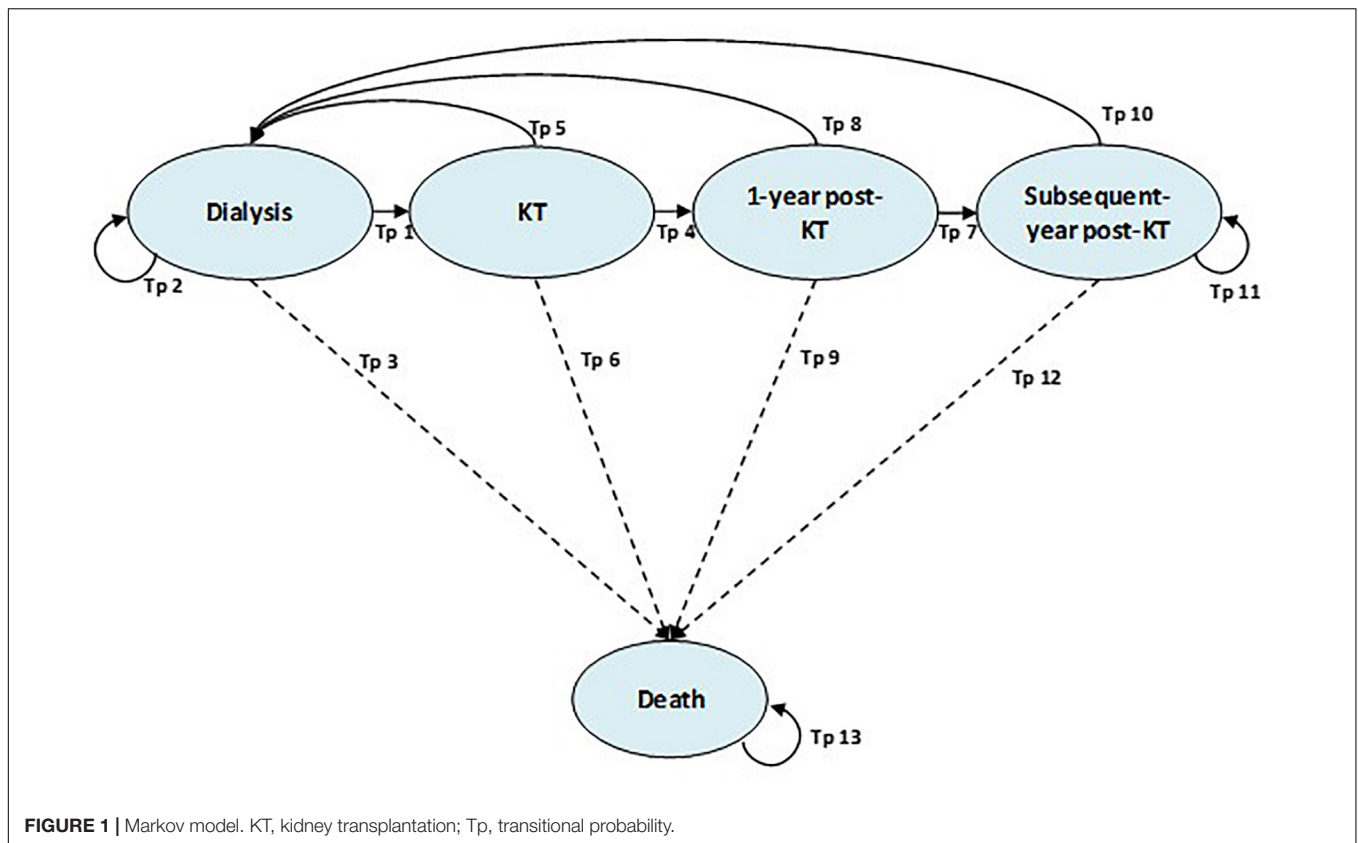 Tp 10
Tp 5
Tp 8
Dialysis
KT
1-year post-
KT
Subsequent-
year post-KT
Tp 1
Tp 4
Tp 7
Tp 2
Tp 11
Tp 3
Tp 6
Tp 9
Tp 12
Death
Tp 13
FIGURE 1 | Markov model. KT, kidney transplantation; Tp, transitional probability.